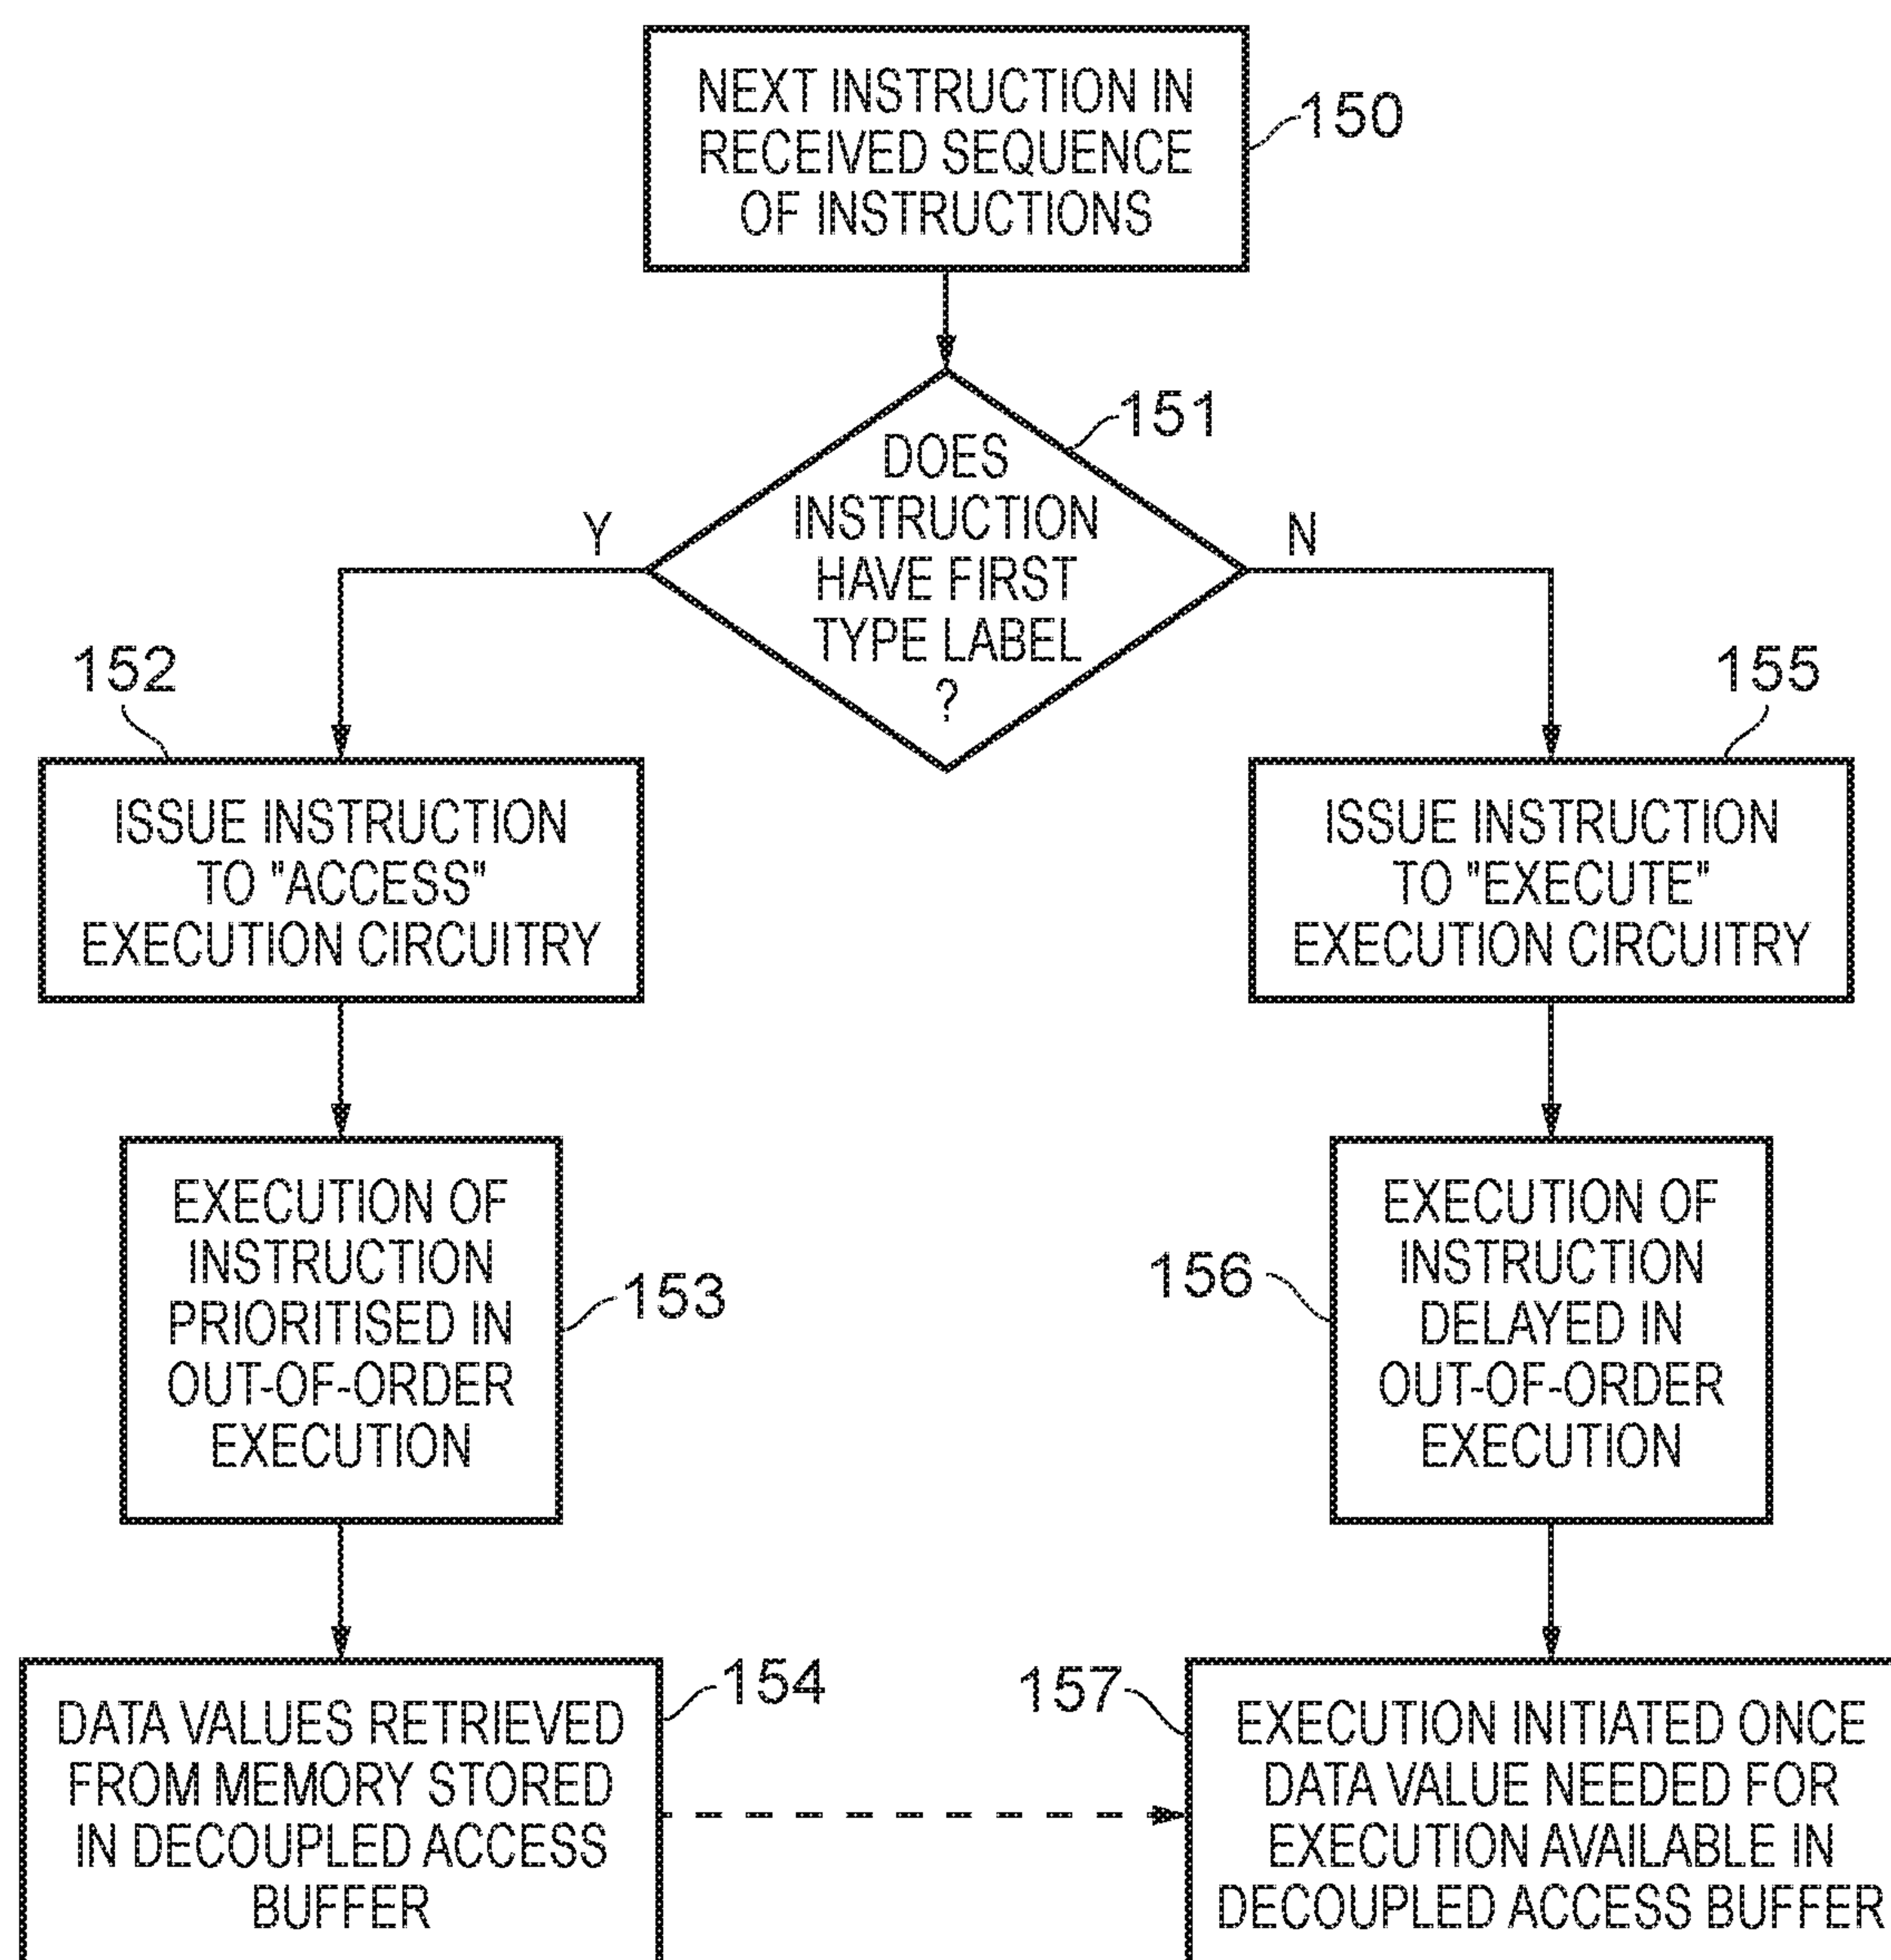 NEXT INSTRUCTION IN
RECEIVED SEQUENCE
OF INSTRUCTIONS
150
151
DOES
INSTRUCTION
HAVE FIRST
TYPE LABEL
?
Y
N
152
ISSUE INSTRUCTION
TO "ACCESS"
EXECUTION CIRCUITRY
155
ISSUE INSTRUCTION
TO "EXECUTE"
EXECUTION CIRCUITRY
EXECUTION OF
INSTRUCTION
PRIORITISED IN
OUT-OF-ORDER
EXECUTION
153
156
EXECUTION OF
INSTRUCTION
DELAYED IN
OUT-OF-ORDER
EXECUTION
DATA VALUES RETRIEVED
FROM MEMORY STORED
IN DECOUPLED ACCESS
BUFFER
154
157
EXECUTION INITIATED ONCE
DATA VALUE NEEDED FOR
EXECUTION AVAILABLE IN
DECOUPLED ACCESS BUFFER